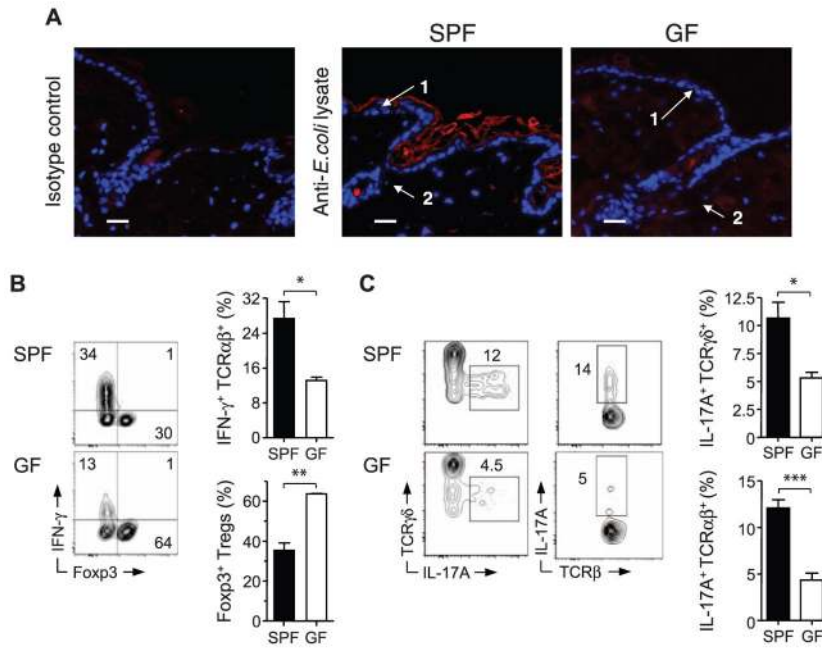 A
SPF
GF
Isotype control
Anti-E.coli lysate
1
2
1
2
B
SPF
34
1
30
GF
13
1
64
IFN-γ
Foxp3
IFN-γ+ TCRαβ+ (%)
32
24
16
8
0
*
SPF GF
Foxp3+ Tregs (%)
60
40
20
0
**
SPF GF
C
SPF
12
14
GF
4.5
5
TCRγδ
IL-17A
IL-17A
TCRβ
IL-17A+ TCRγδ+ (%)
12.5
10
7.5
5
2.5
0
*
SPF GF
IL-17A+ TCRαβ+ (%)
15
10
5
0
***
SPF GF